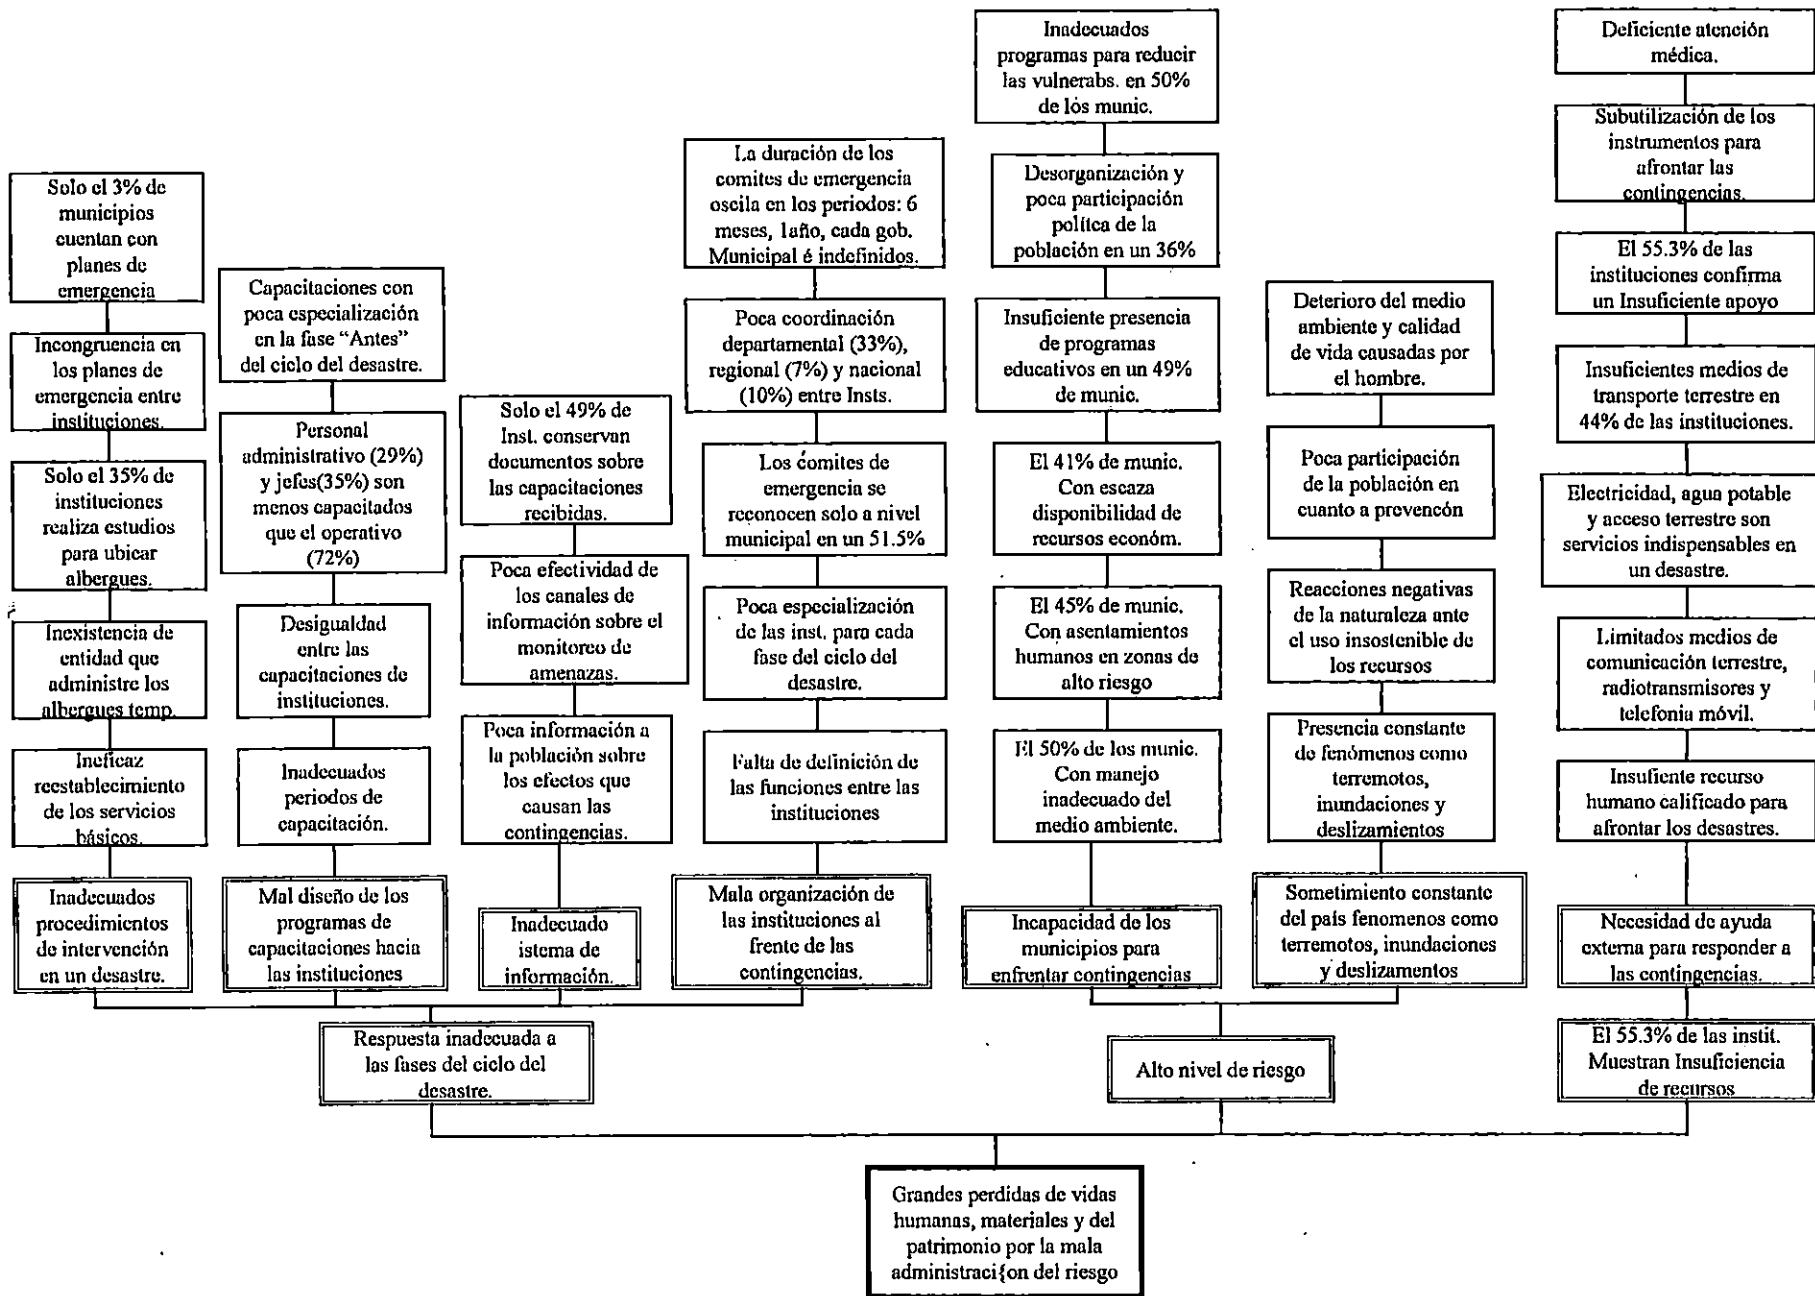 Solo el 3% de
municipios
cuentan con
planes de
emergencia
Incongruencia en
los planes de
emergencia entre
instituciones.
Solo el 35% de
instituciones
realiza estudios
para ubicar
albergues.
Inexistencia de
entidad que
administre los
albergues temp.
Ineficaz
reestablecimiento
de los servicios
básicos.
Inadecuados
procedimientos
de intervención
en un desastre.
Capacitaciones con
poca especialización
en la fase “Antes”
del ciclo del desastre.
Personal
administrativo (29%)
y jefes(35%) son
menos capacitados
que el operativo
(72%)
Desigualdad
entre las
capacitaciones de
instituciones.
Inadecuados
periodos de
capacitación.
Mal diseño de los
programas de
capacitaciones hacia
las instituciones
Solo el 49% de
Inst. conservan
documentos sobre
las capacitaciones
recibidas.
Poca efectividad de
los canales de
información sobre el
monitoreo de
amenazas.
Poca información a
la población sobre
los efectos que
causan las
contingencias.
Inadecuado
istema de
información.
La duración de los
comites de emergencia
oscila en los periodos: 6
meses, 1año, cada gob.
Municipal é indefinidos.
Poca coordinación
departamental (33%),
regional (7%) y nacional
(10%) entre Insts.
Los comites de
emergencia se
reconocen solo a nivel
municipal en un 51.5%
Poca especialización
de las inst. para cada
fase del ciclo del
desastre.
Falta de definición de
las funciones entre las
instituciones
Mala organización de
las instituciones al
frente de las
contingencias.
Inadecuados
programas para reducir
las vulnerabs. en 50%
de los munic.
Desorganización y
poca participación
política de la
población en un 36%
Insuficiente presencia
de programas
educativos en un 49%
de munic.
El 41% de munic.
Con escaza
disponibilidad de
recursos económ.
El 45% de munic.
Con asentamientos
humanos en zonas de
alto riesgo
El 50% de los munic.
Con manejo
inadecuado del
medio ambiente.
Incapacidad de los
municipios para
enfrentar contingencias
Deterioro del medio
ambiente y calidad
de vida causadas por
el hombre.
Poca participación
de la población en
cuanto a prevencón
Reacciones negativas
de la naturaleza ante
el uso insostenible de
los recursos
Presencia constante
de fenómenos como
terremotos,
inundaciones y
deslizamientos
Sometimiento constante
del país fenomenos como
terremotos, inundaciones
y deslizamentos
Deficiente atención
médica.
Subutilización de los
instrumentos para
afrontar las
contingencias.
El 55.3% de las
instituciones confirma
un Insuficiente apoyo
Insuficientes medios de
transporte terrestre en
44% de las instituciones.
Electricidad, agua potable
y acceso terrestre son
servicios indispensables en
un desastre.
Limitados medios de
comunicación terrestre,
radiotransmisores y
telefonia móvil.
Insufiente recurso
humano calificado para
afrontar los desastres.
Necesidad de ayuda
externa para responder a
las contingencias.
El 55.3% de las instit.
Muestran Insuficiencia
de recursos
Respuesta inadecuada a
las fases del ciclo del
desastre.
Alto nivel de riesgo
Grandes perdidas de vidas
humanas, materiales y del
patrimonio por la mala
administraci{on del riesgo